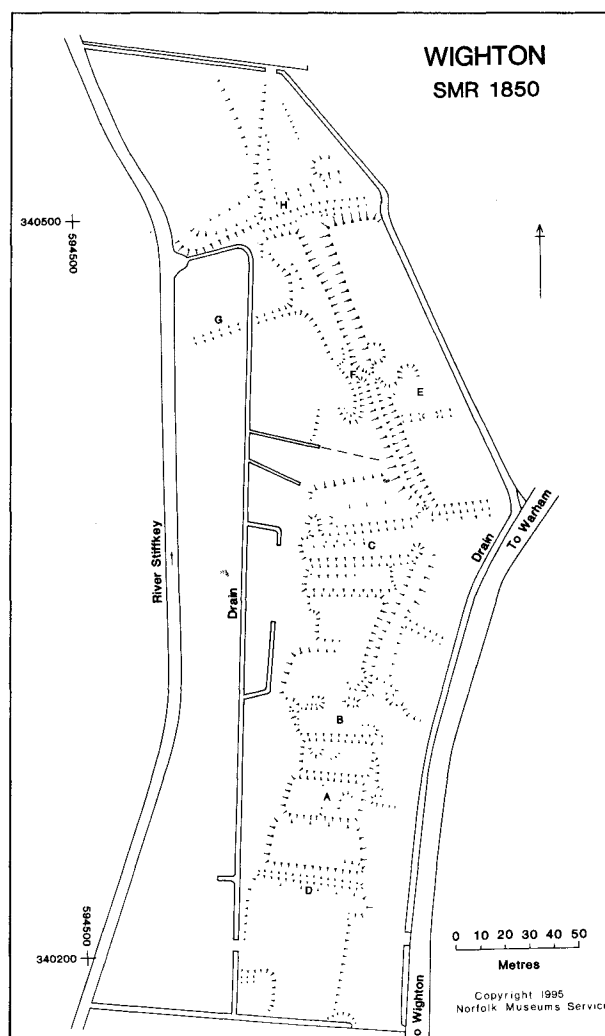 WIGHTON
SMR 1850
340500
594500
H
G
F
E
River Stiffkey
Drain
C
Drain
To Warham
B
A
D
340200
594500
0 10 20 30 40 50
Metres
o Wighton
Copyright 1995
Norfolk Museums Service